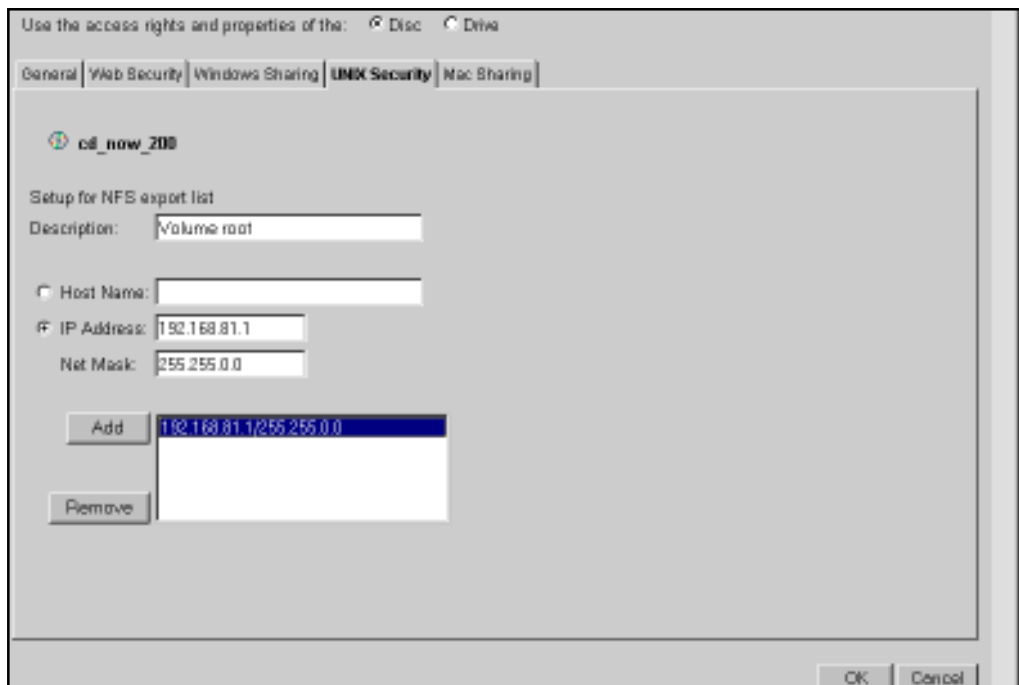 Use the access rights and properties of the: Disc Drive
General Web Security Windows Sharing UNIX Security Mac Sharing
cd_now_200
Setup for NFS export list
Description: Volume root
Host Name:
IP Address: 192.168.81.1
Net Mask: 255.255.0.0
Add 192.168.81.1/255.255.0.0
Remove
OK Cancel